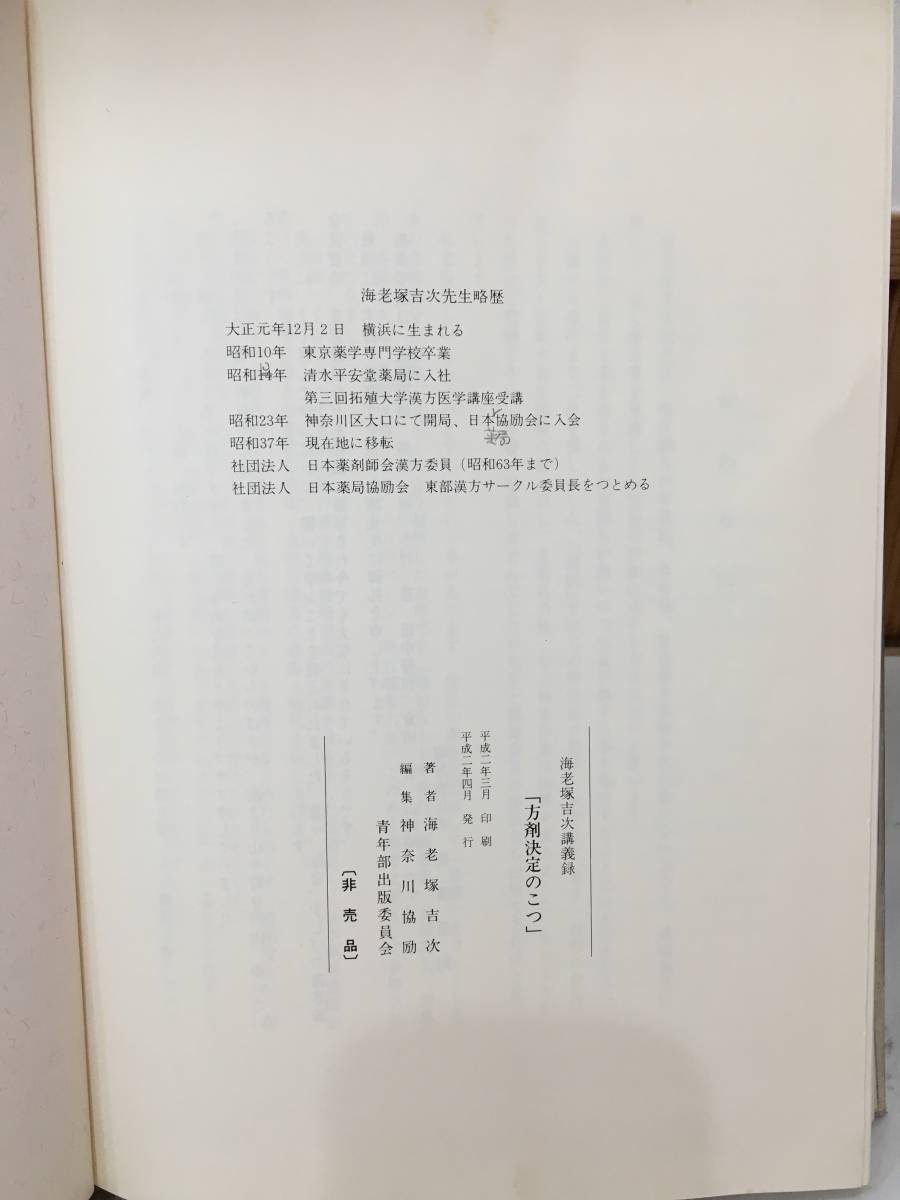 海老塚吉次先生略歴
大正元年12月2日 横浜に生まれる
昭和10年 東京薬学専門学校卒業
昭和14年 清水平安堂薬局に入社
第三回拓殖大学漢方医学講座受講
昭和23年 神奈川区大口にて開局、日本協励会に入会
薬局
昭和37年 現在地に移転
社団法人 日本薬剤師会漢方委員(昭和63年まで)
社団法人 日本薬局協励会 東部漢方サークル委員長をつとめる
海老塚吉次講義録
「方剤決定のこつ」
平成二年三月 印刷
平成二年四月 発行
著者 海老塚吉次
編集 神奈川協励
青年部出版委員会
〔非売品〕